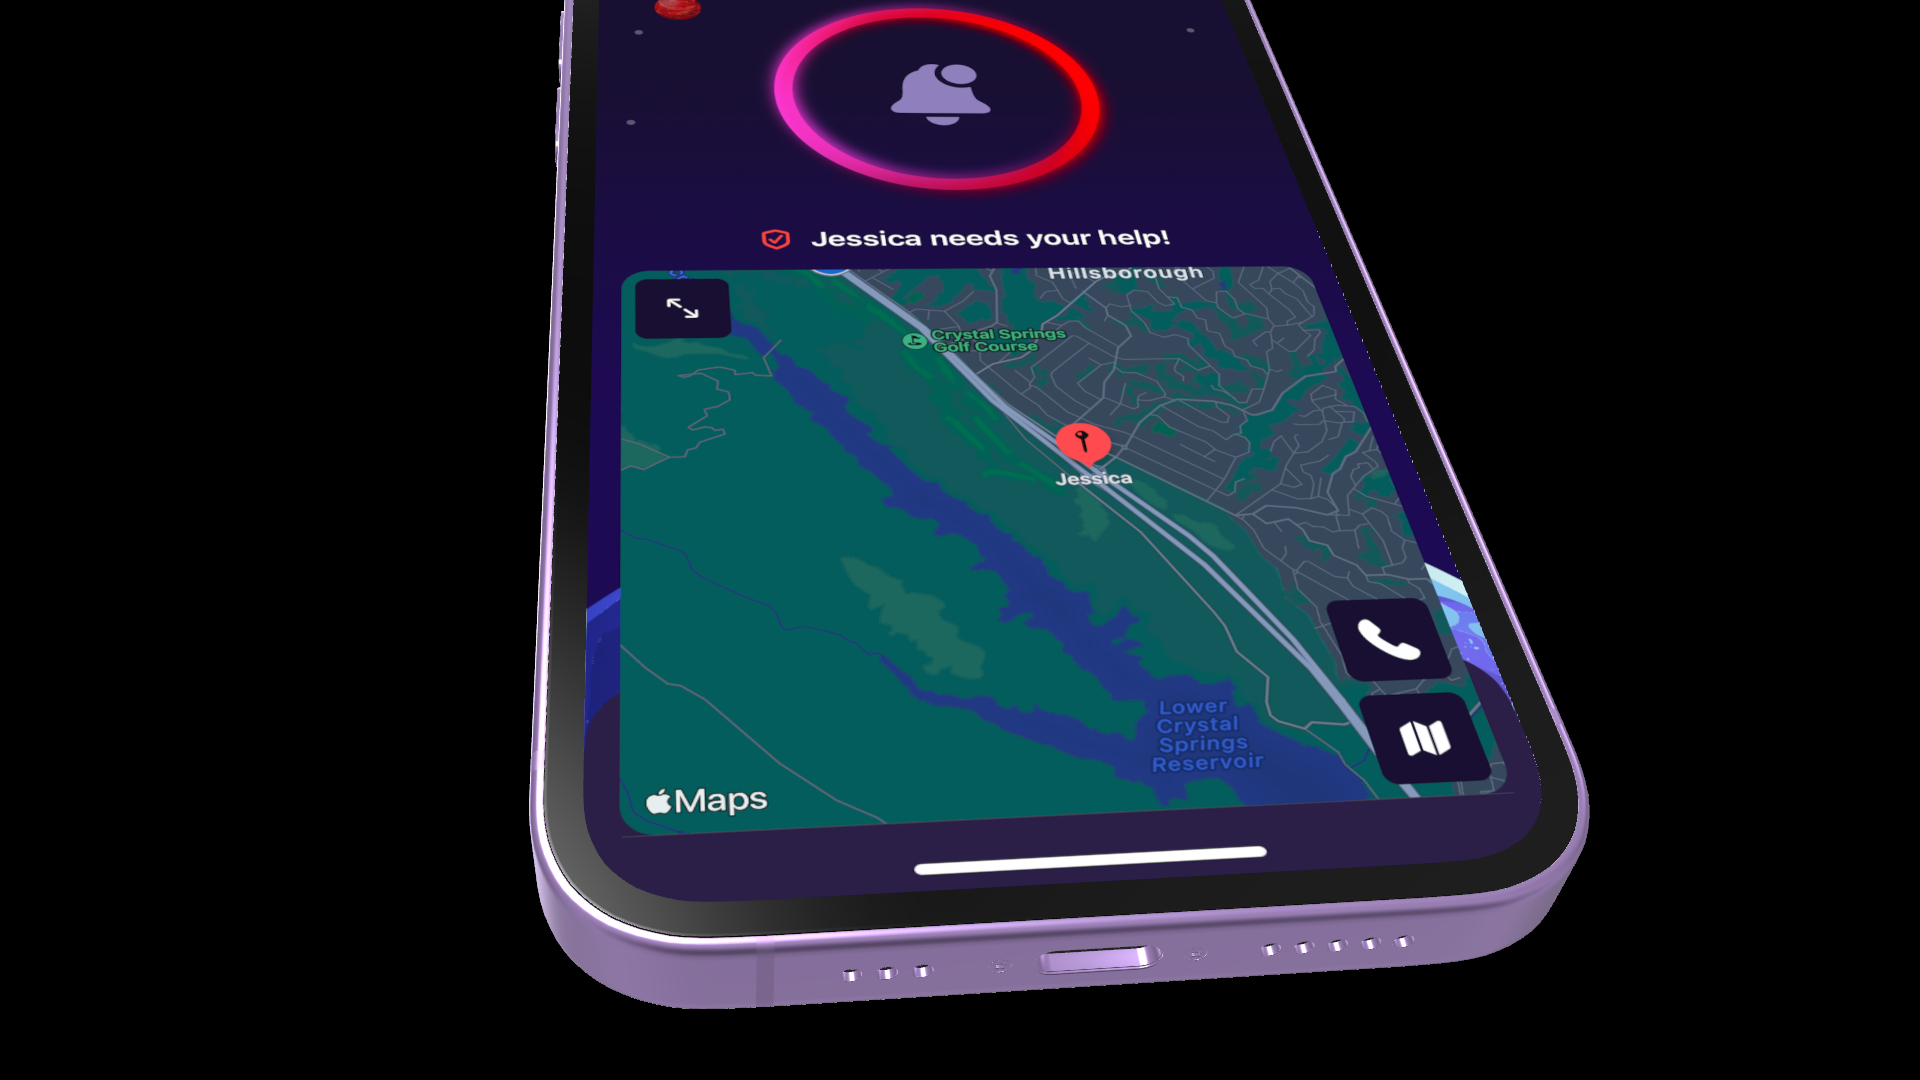 Jessica needs your help!
Hillsborough
Crystal Springs
Golf Course
Jessica
Lower
Crystal
Springs
Reservoir
Maps